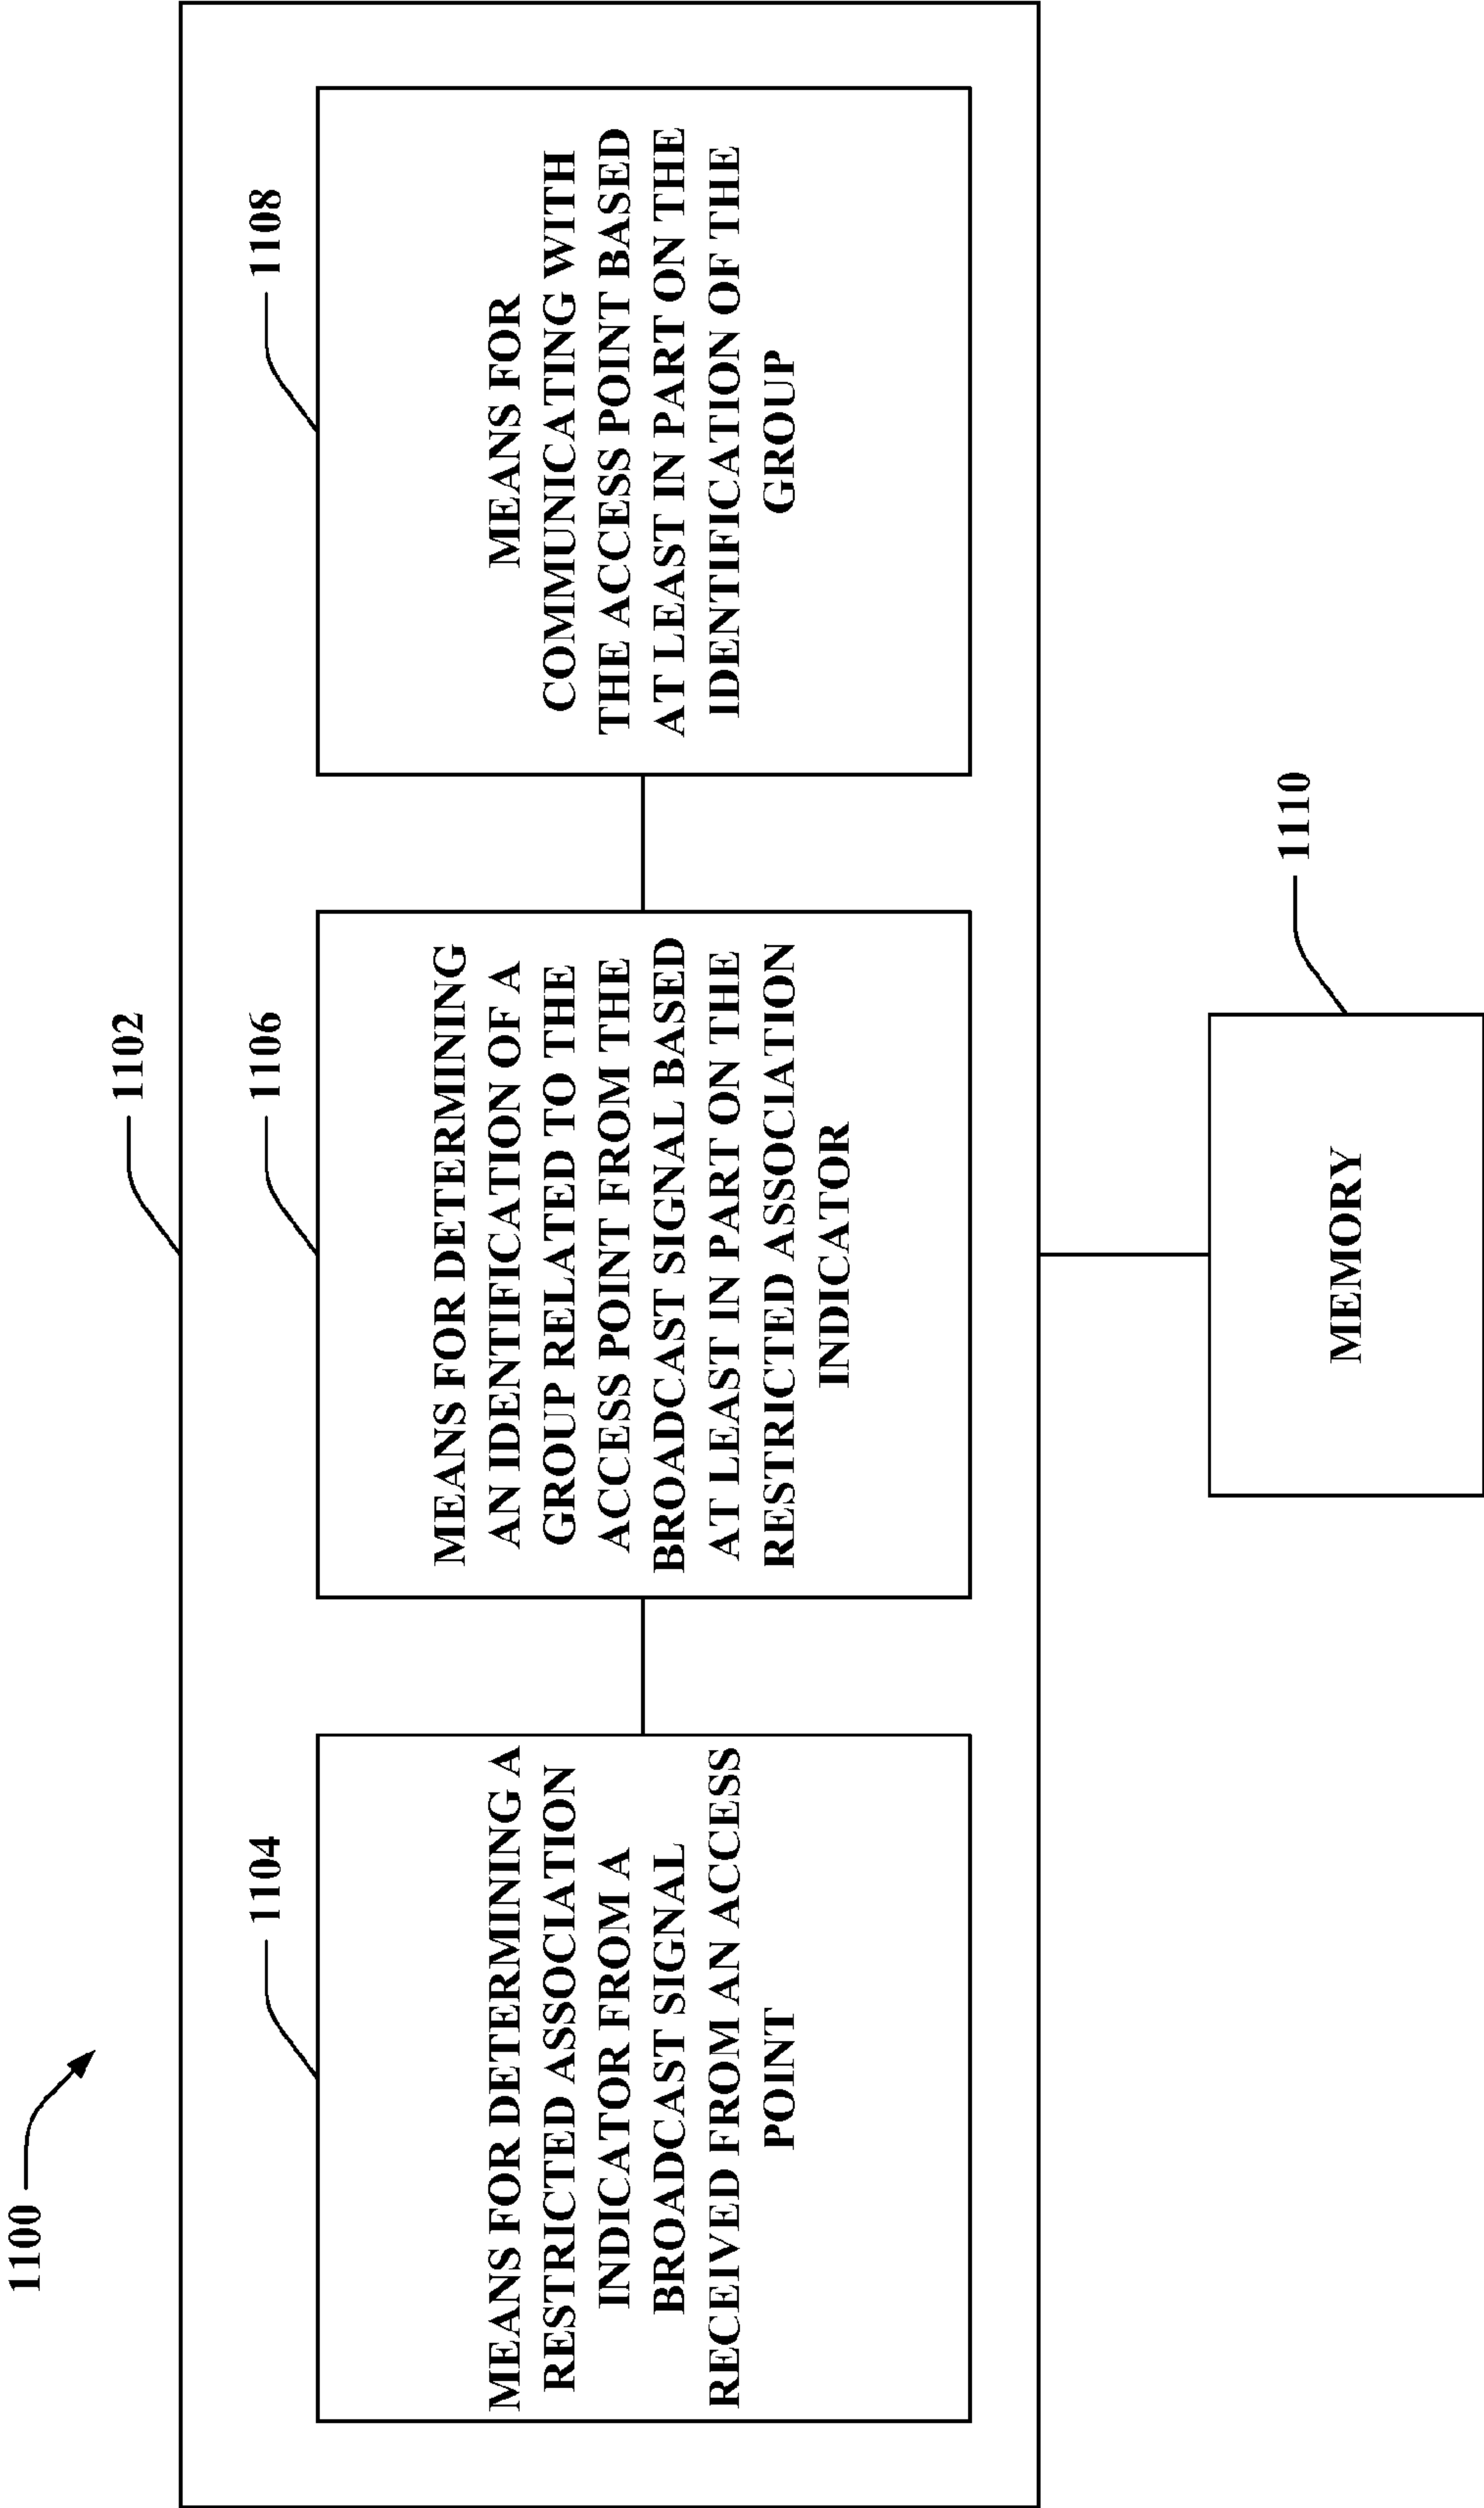 1100
1102
1104
MEANS FOR DETERMINING A
RESTRICTED ASSOCIATION
INDICATOR FROM A
BROADCAST SIGNAL
RECEIVED FROM AN ACCESS
POINT
1106
MEANS FOR DETERMINING
AN IDENTIFICATION OF A
GROUP RELATED TO THE
ACCESS POINT FROM THE
BROADCAST SIGNAL BASED
AT LEAST IN PART ON THE
RESTRICTED ASSOCIATION
INDICATOR
1108
MEANS FOR
COMMUNICATING WITH
THE ACCESS POINT BASED
AT LEAST IN PART ON THE
IDENTIFICATION OF THE
GROUP
1110
MEMORY